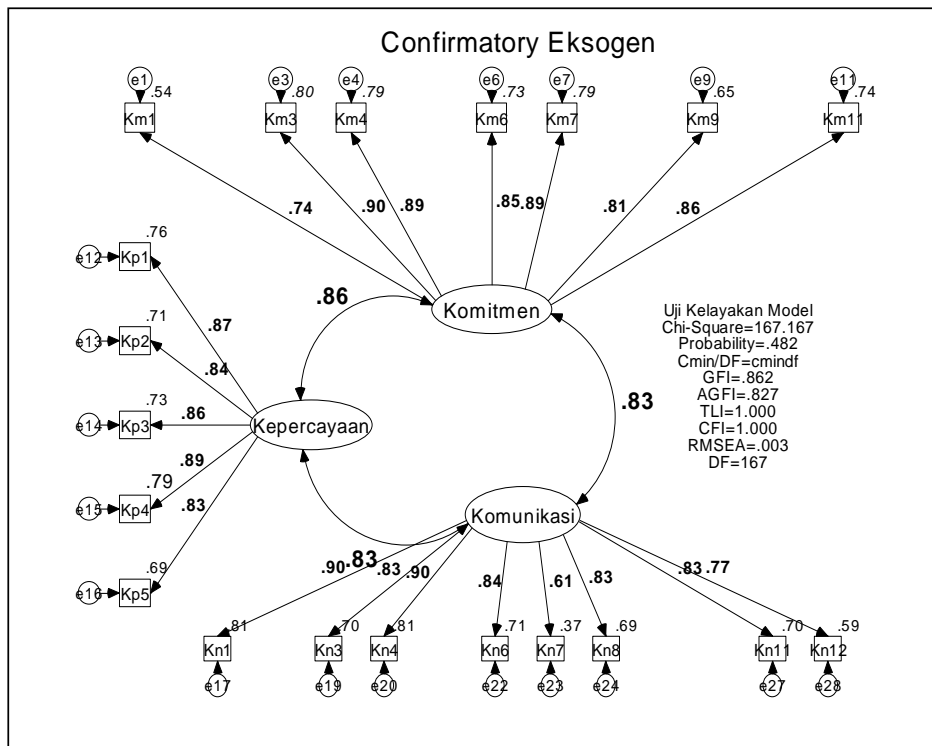 Confirmatory Eksogen
e1 e3 e4 e6 e7 e9 e11
.54 .80 .79 .73 .79 .65 .74
Km1 Km3 Km4 Km6 Km7 Km9 Km11
.74 .90 .89 .85 .89 .81 .86
.76
e12 Kp1
.86
Komitmen
.71
e13 Kp2
.87
.84
.73
e14 Kp3
.86
Kepercayaan
.83
.89
.79
e15 Kp4
.83
.69
e16 Kp5
Uji Kelayakan Model
Chi-Square=167.167
Probability=.482
Cmin/DF=cmindf
GFI=.862
AGFI=.827
TLI=1.000
CFI=1.000
RMSEA=.003
DF=167
Komunikasi
.90 .83 .83 .90 .84 .61 .83 .83 .77
.81 .70 .81 .71 .37 .69 .70 .59
Kn1 Kn3 Kn4 Kn6 Kn7 Kn8 Kn11 Kn12
e17 e19 e20 e22 e23 e24 e27 e28